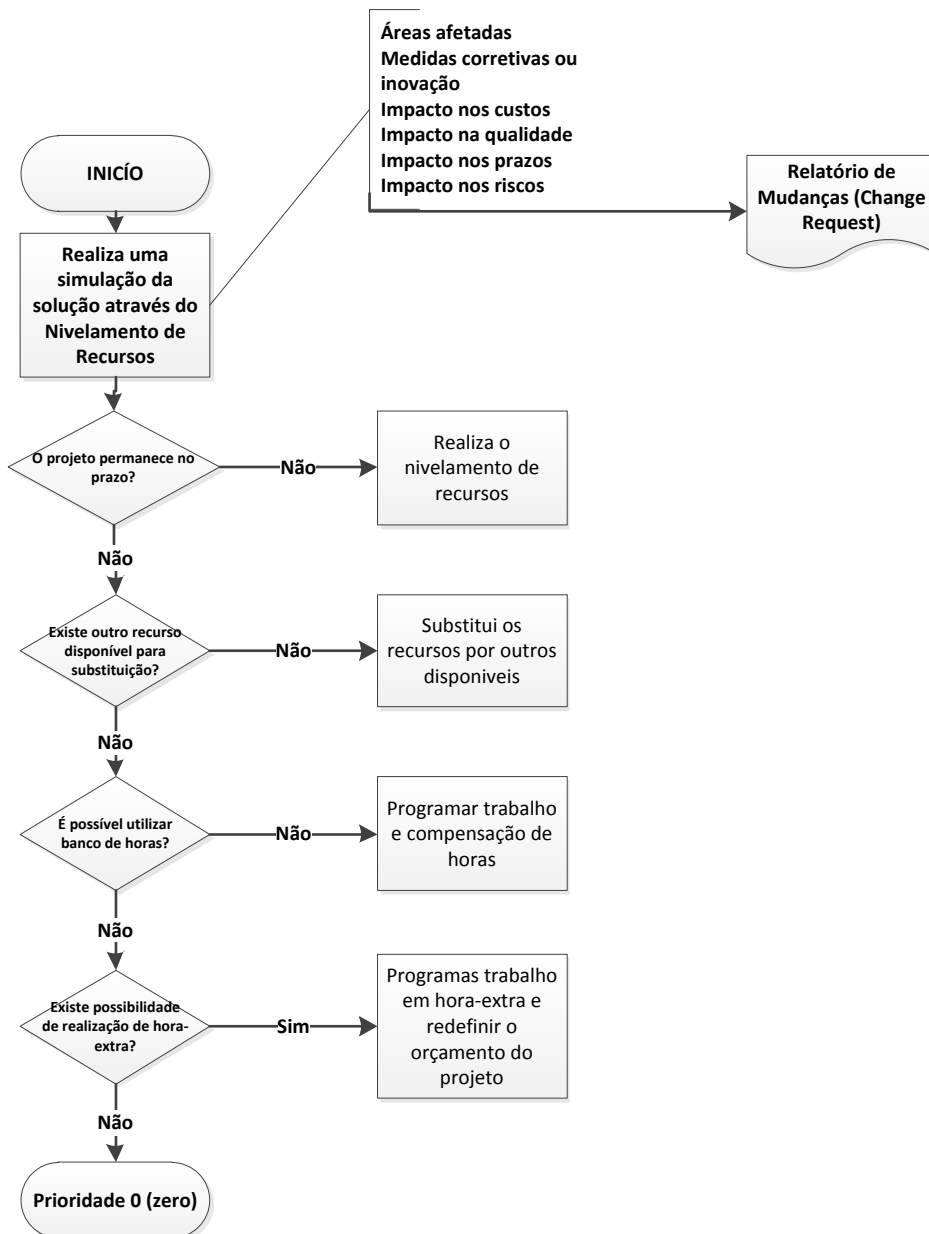 Áreas afetadas
Medidas corretivas ou
inovação
Impacto nos custos
Impacto na qualidade
Impacto nos prazos
Impacto nos riscos
Relatório de
Mudanças (Change
Request)
INICÍO
Realiza uma
simulação da
solução através do
Nivelamento de
Recursos
O projeto permanece no
prazo?
Não
Realiza o
nivelamento de
recursos
Não
Existe outro recurso
disponível para
substituição?
Não
Substitui os
recursos por outros
disponiveis
Não
É possível utilizar
banco de horas?
Não
Programar trabalho
e compensação de
horas
Não
Existe possibilidade
de realização de hora-
extra?
Sim
Programas trabalho
em hora-extra e
redefinir o
orçamento do
projeto
Não
Prioridade 0 (zero)